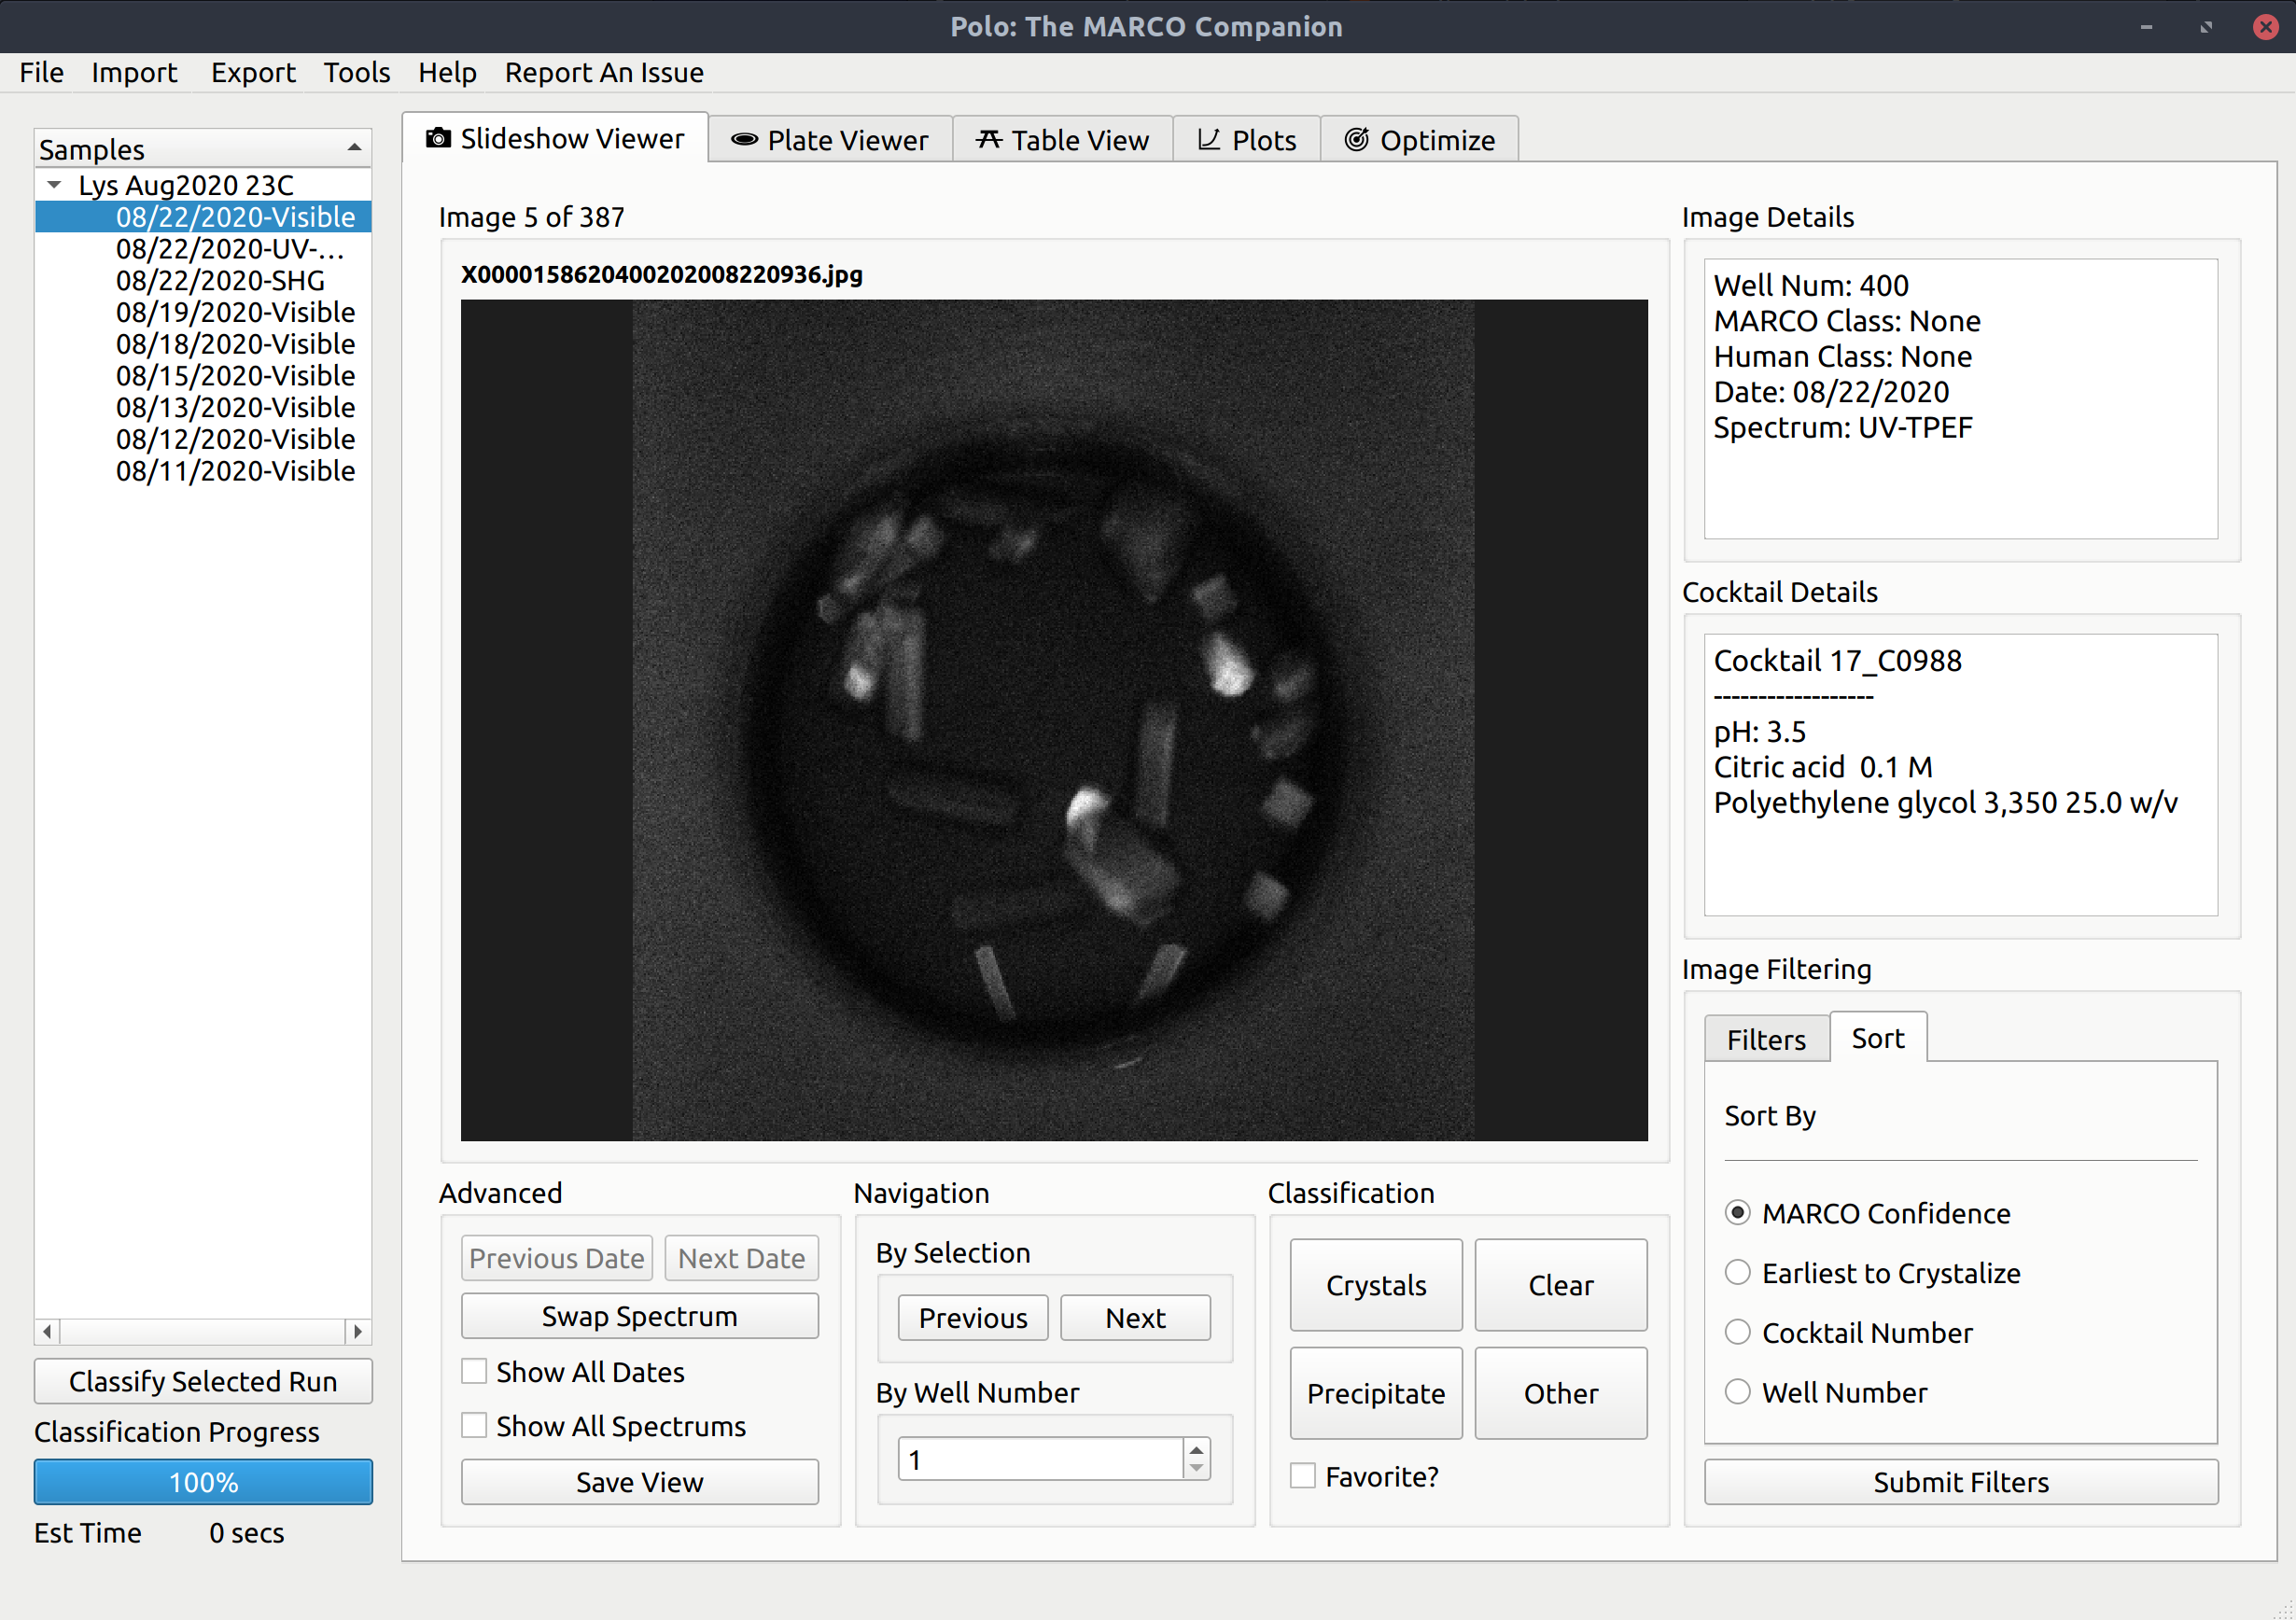 Polo: The MARCO Companion
File Import Export Tools Help Report An Issue
Samples
Lys Aug2020 23C
08/22/2020-Visible
08/22/2020-UV-...
08/22/2020-SHG
08/19/2020-Visible
08/18/2020-Visible
08/15/2020-Visible
08/13/2020-Visible
08/12/2020-Visible
08/11/2020-Visible
Classify Selected Run
Classification Progress
100%
Est Time 0 secs
Slideshow Viewer Plate Viewer Table View Plots Optimize
Image 5 of 387
X0000158620400202008220936.jpg
Advanced
Previous Date Next Date
Swap Spectrum
Show All Dates
Show All Spectrums
Save View
Navigation
By Selection
Previous Next
By Well Number
1
Classification
Crystals Clear
Precipitate Other
Favorite?
Image Details
Well Num: 400
MARCO Class: None
Human Class: None
Date: 08/22/2020
Spectrum: UV-TPEF
Cocktail Details
Cocktail 17_C0988
------------------
pH: 3.5
Citric acid 0.1 M
Polyethylene glycol 3,350 25.0 w/v
Image Filtering
Filters Sort
Sort By
MARCO Confidence
Earliest to Crystalize
Cocktail Number
Well Number
Submit Filters